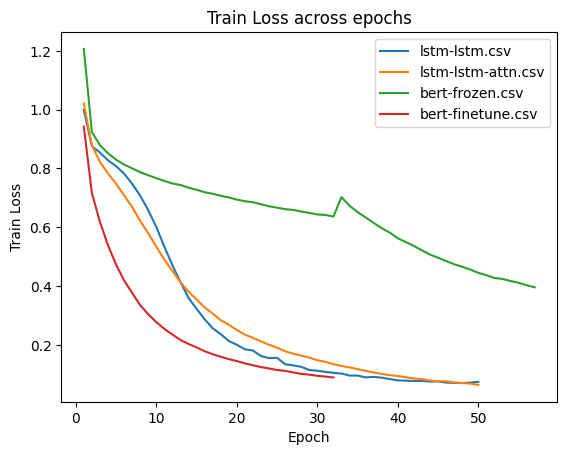 Train Loss across epochs
1.2
1.0
0.8
0.6
0.4
0.2
Train Loss
lstm-lstm.csv
lstm-lstm-attn.csv
bert-frozen.csv
bert-finetune.csv
0
10
20
30
40
50
Epoch